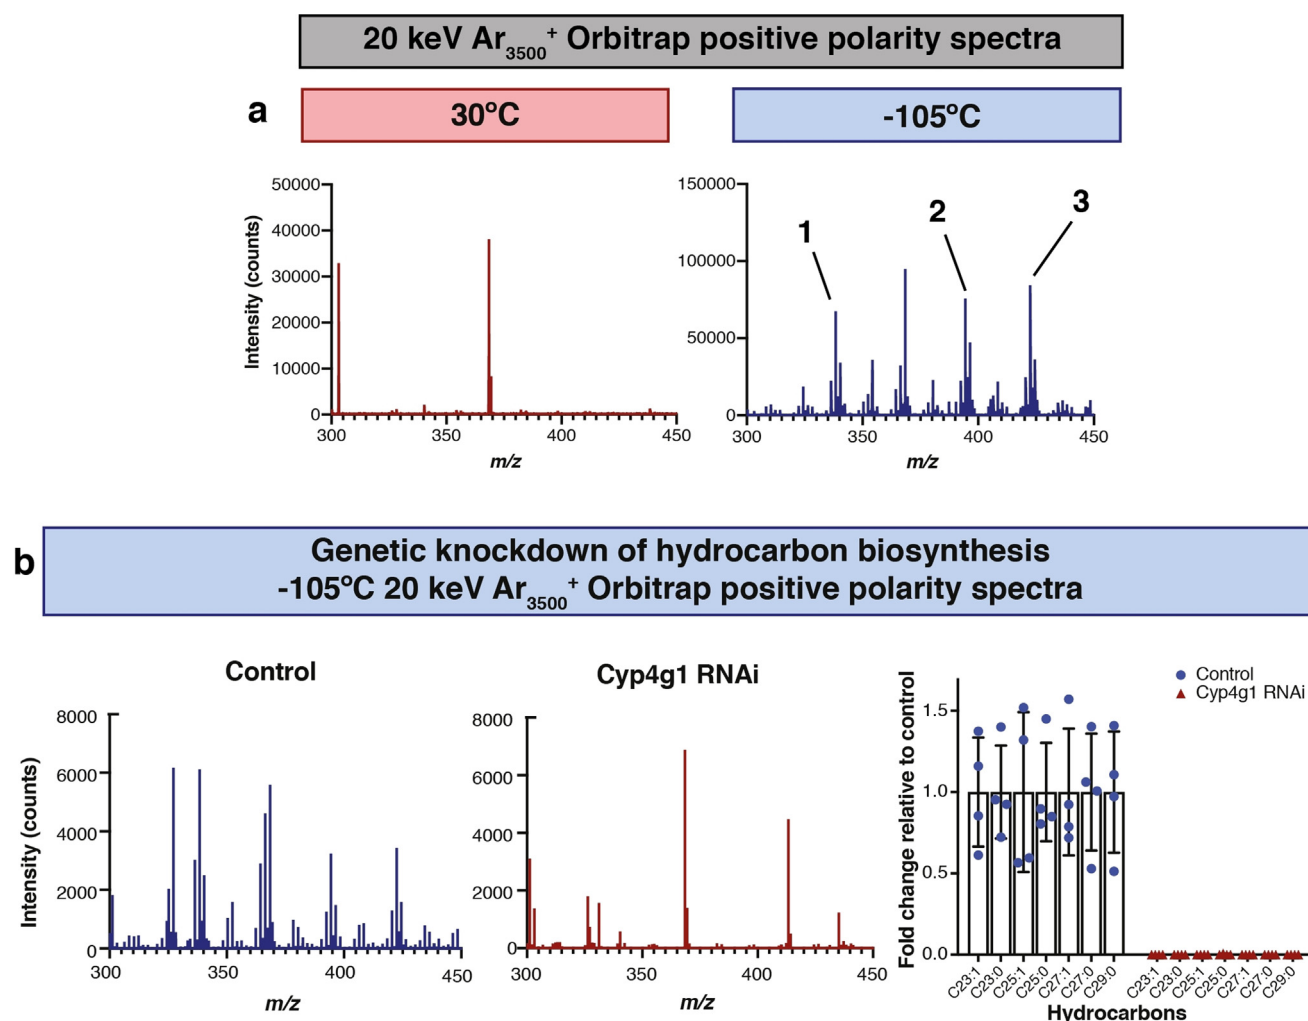 20 keV Ar3500+ Orbitrap positive polarity spectra
a
30ºC
-105ºC
50000
40000
30000
20000
10000
0
Intensity (counts)
300
350
400
450
m/z
150000
100000
50000
0
1
2
3
300
350
400
450
m/z
b
Genetic knockdown of hydrocarbon biosynthesis
-105ºC 20 keV Ar3500+ Orbitrap positive polarity spectra
Control
8000
6000
4000
2000
0
Intensity (counts)
300
350
400
450
m/z
Cyp4g1 RNAi
8000
6000
4000
2000
0
300
350
400
450
m/z
Control
Cyp4g1 RNAi
Fold change relative to control
1.5
1.0
0.5
0.0
C23:1
C23:0
C25:1
C25:0
C27:1
C27:0
C29:0
C23:1
C23:0
C25:1
C25:0
C27:1
C27:0
C29:0
Hydrocarbons